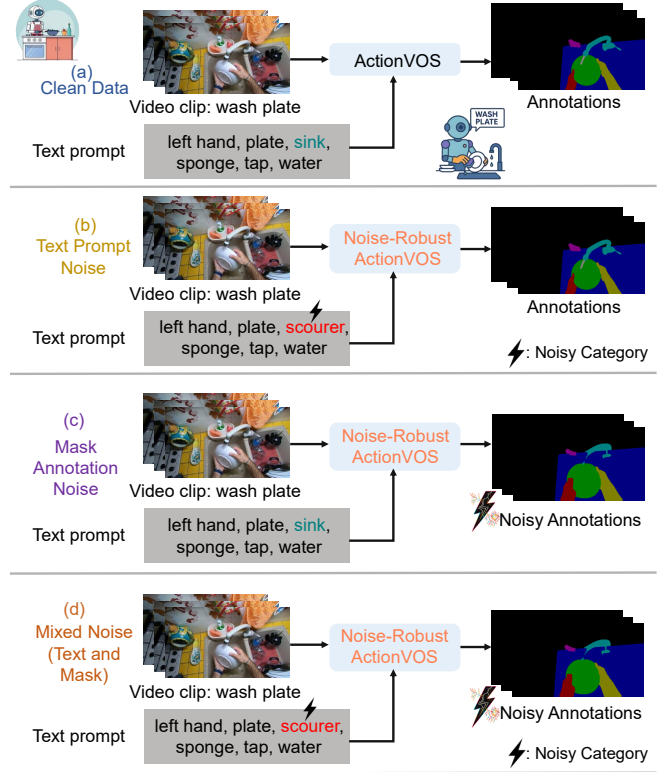 (a)
Clean Data
Video clip: wash plate
ActionVOS
Annotations
WASH
PLATE
Text prompt
left hand, plate, sink,
sponge, tap, water
(b)
Text Prompt
Noise
Video clip: wash plate
Noise-Robust
ActionVOS
Annotations
Text prompt
left hand, plate, scourer,
sponge, tap, water
: Noisy Category
(c)
Mask
Annotation
Noise
Video clip: wash plate
Noise-Robust
ActionVOS
Noisy Annotations
Text prompt
left hand, plate, sink,
sponge, tap, water
(d)
Mixed Noise
(Text and
Mask)
Video clip: wash plate
Noise-Robust
ActionVOS
Noisy Annotations
Text prompt
left hand, plate, scourer,
sponge, tap, water
: Noisy Category